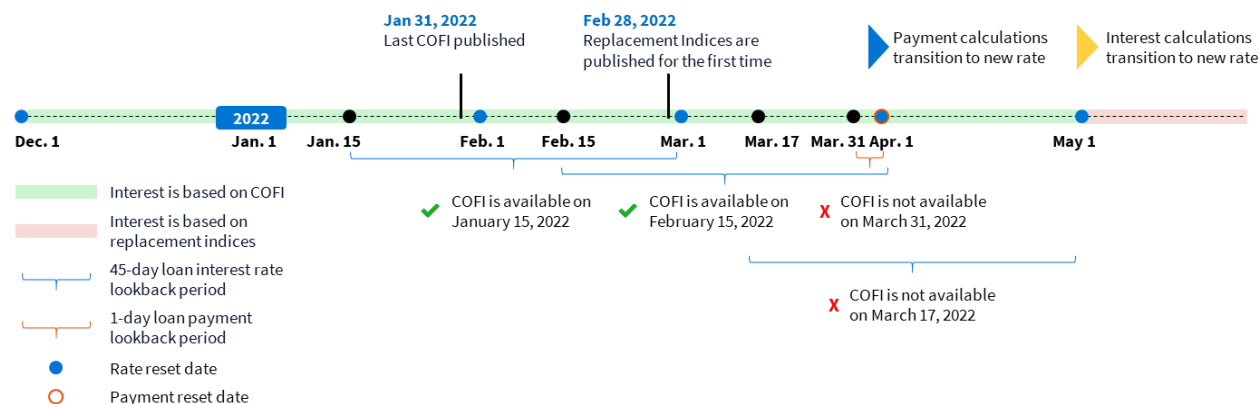 Jan 31, 2022
Last COFI published
Feb 28, 2022
Replacement Indices are
published for the first time
Payment calculations
transition to new rate
Interest calculations
transition to new rate
2022
Dec. 1
Jan. 1
Jan. 15
Feb. 1
Feb. 15
Mar. 1
Mar. 17
Mar. 31
Apr. 1
May 1
COFI is available on
January 15, 2022
COFI is available on
February 15, 2022
X
COFI is not available
on March 31, 2022
X
COFI is not available
on March 17, 2022
Interest is based on COFI
Interest is based on
replacement indices
45-day loan interest rate
lookback period
1-day loan payment
lookback period
Rate reset date
Payment reset date